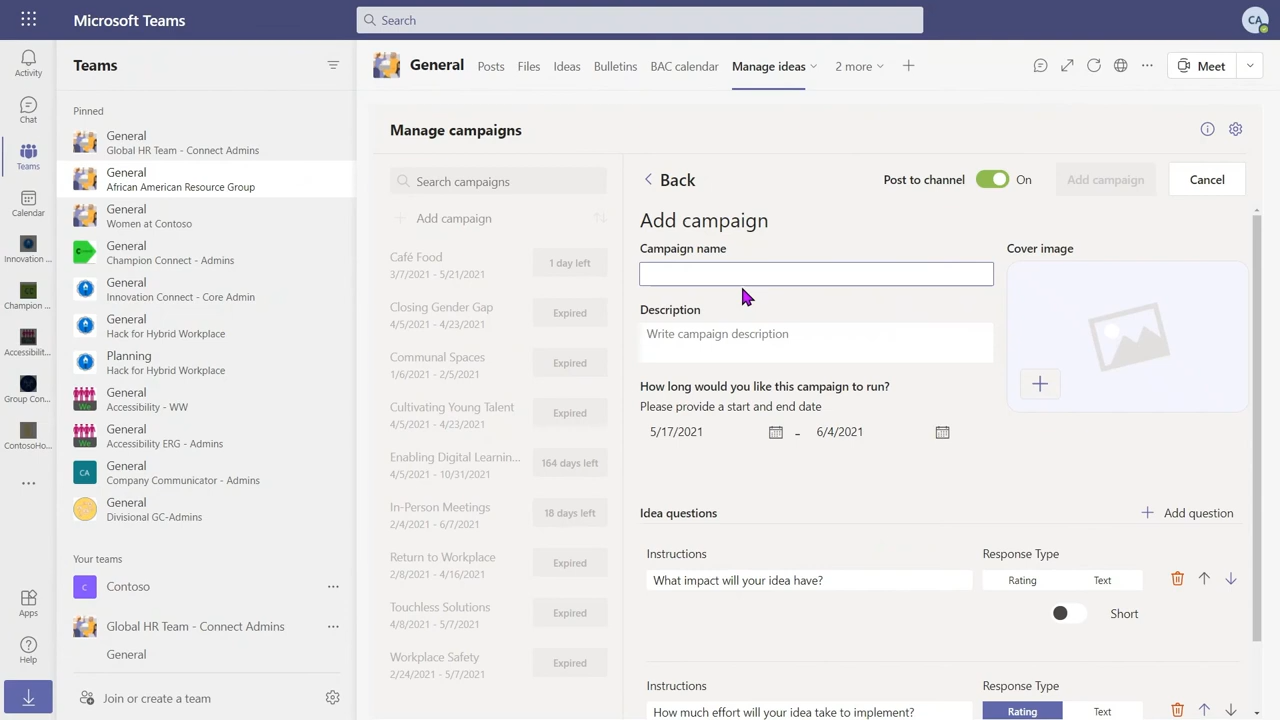 Microsoft Teams
Search
CA
Activity
Chat
Teams
Calendar
Innovation ...
Champion ...
Accessibilit...
Group Con...
ContosoHo...
Apps
Help
Teams
Pinned
General
Global HR Team - Connect Admins
General
African American Resource Group
General
Women at Contoso
General
Champion Connect - Admins
General
Innovation Connect - Core Admin
General
Hack for Hybrid Workplace
Planning
Hack for Hybrid Workplace
We
General
Accessibility - WW
We
General
Accessibility ERG - Admins
CA
General
Company Communicator - Admins
General
Divisional GC-Admins
Your teams
C
Contoso
Global HR Team - Connect Admins
General
Join or create a team
General
Posts
Files
Ideas
Bulletins
BAC calendar
Manage ideas
2 more
Meet
Manage campaigns
Search campaigns
Add campaign
Café Food
3/7/2021 - 5/21/2021
1 day left
Closing Gender Gap
4/5/2021 - 4/23/2021
Expired
Communal Spaces
1/6/2021 - 2/5/2021
Expired
Cultivating Young Talent
4/5/2021 - 4/23/2021
Expired
Enabling Digital Learnin...
4/5/2021 - 10/31/2021
164 days left
In-Person Meetings
2/4/2021 - 6/7/2021
18 days left
Return to Workplace
2/8/2021 - 4/16/2021
Expired
Touchless Solutions
4/8/2021 - 5/7/2021
Expired
Workplace Safety
2/24/2021 - 5/7/2021
Expired
Back
Post to channel
On
Add campaign
Cancel
Add campaign
Campaign name
Cover image
Description
Write campaign description
How long would you like this campaign to run?
Please provide a start and end date
5/17/2021 - 6/4/2021
Idea questions
Add question
Instructions
Response Type
What impact will your idea have?
Rating
Text
Short
Instructions
Response Type
How much effort will your idea take to implement?
Rating
Text